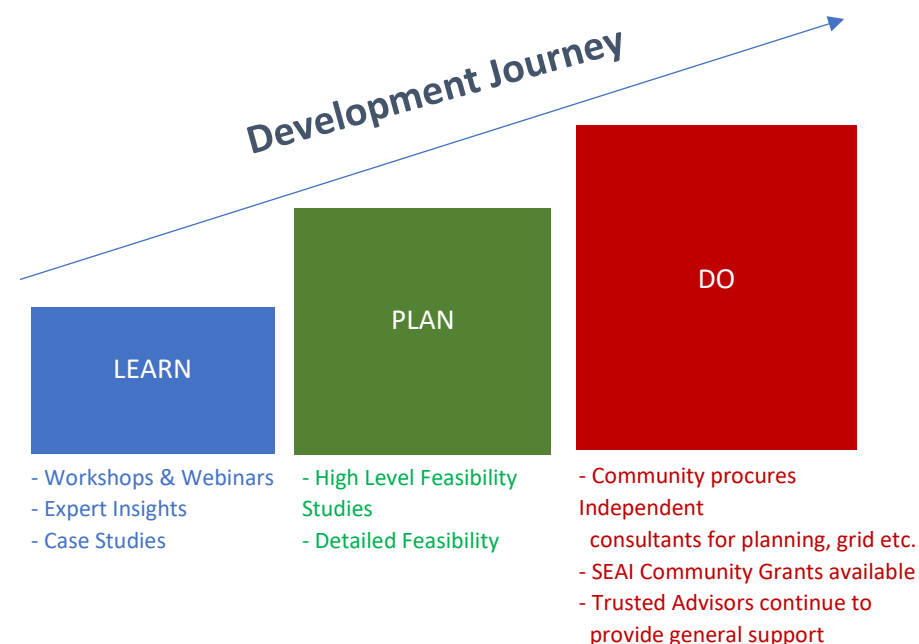 Development Journey
LEARN
PLAN
DO
- Workshops & Webinars
- Expert Insights
- Case Studies
- High Level Feasibility
Studies
- Detailed Feasibility
- Community procures
Independent
consultants for planning, grid etc.
- SEAI Community Grants available
- Trusted Advisors continue to
provide general support